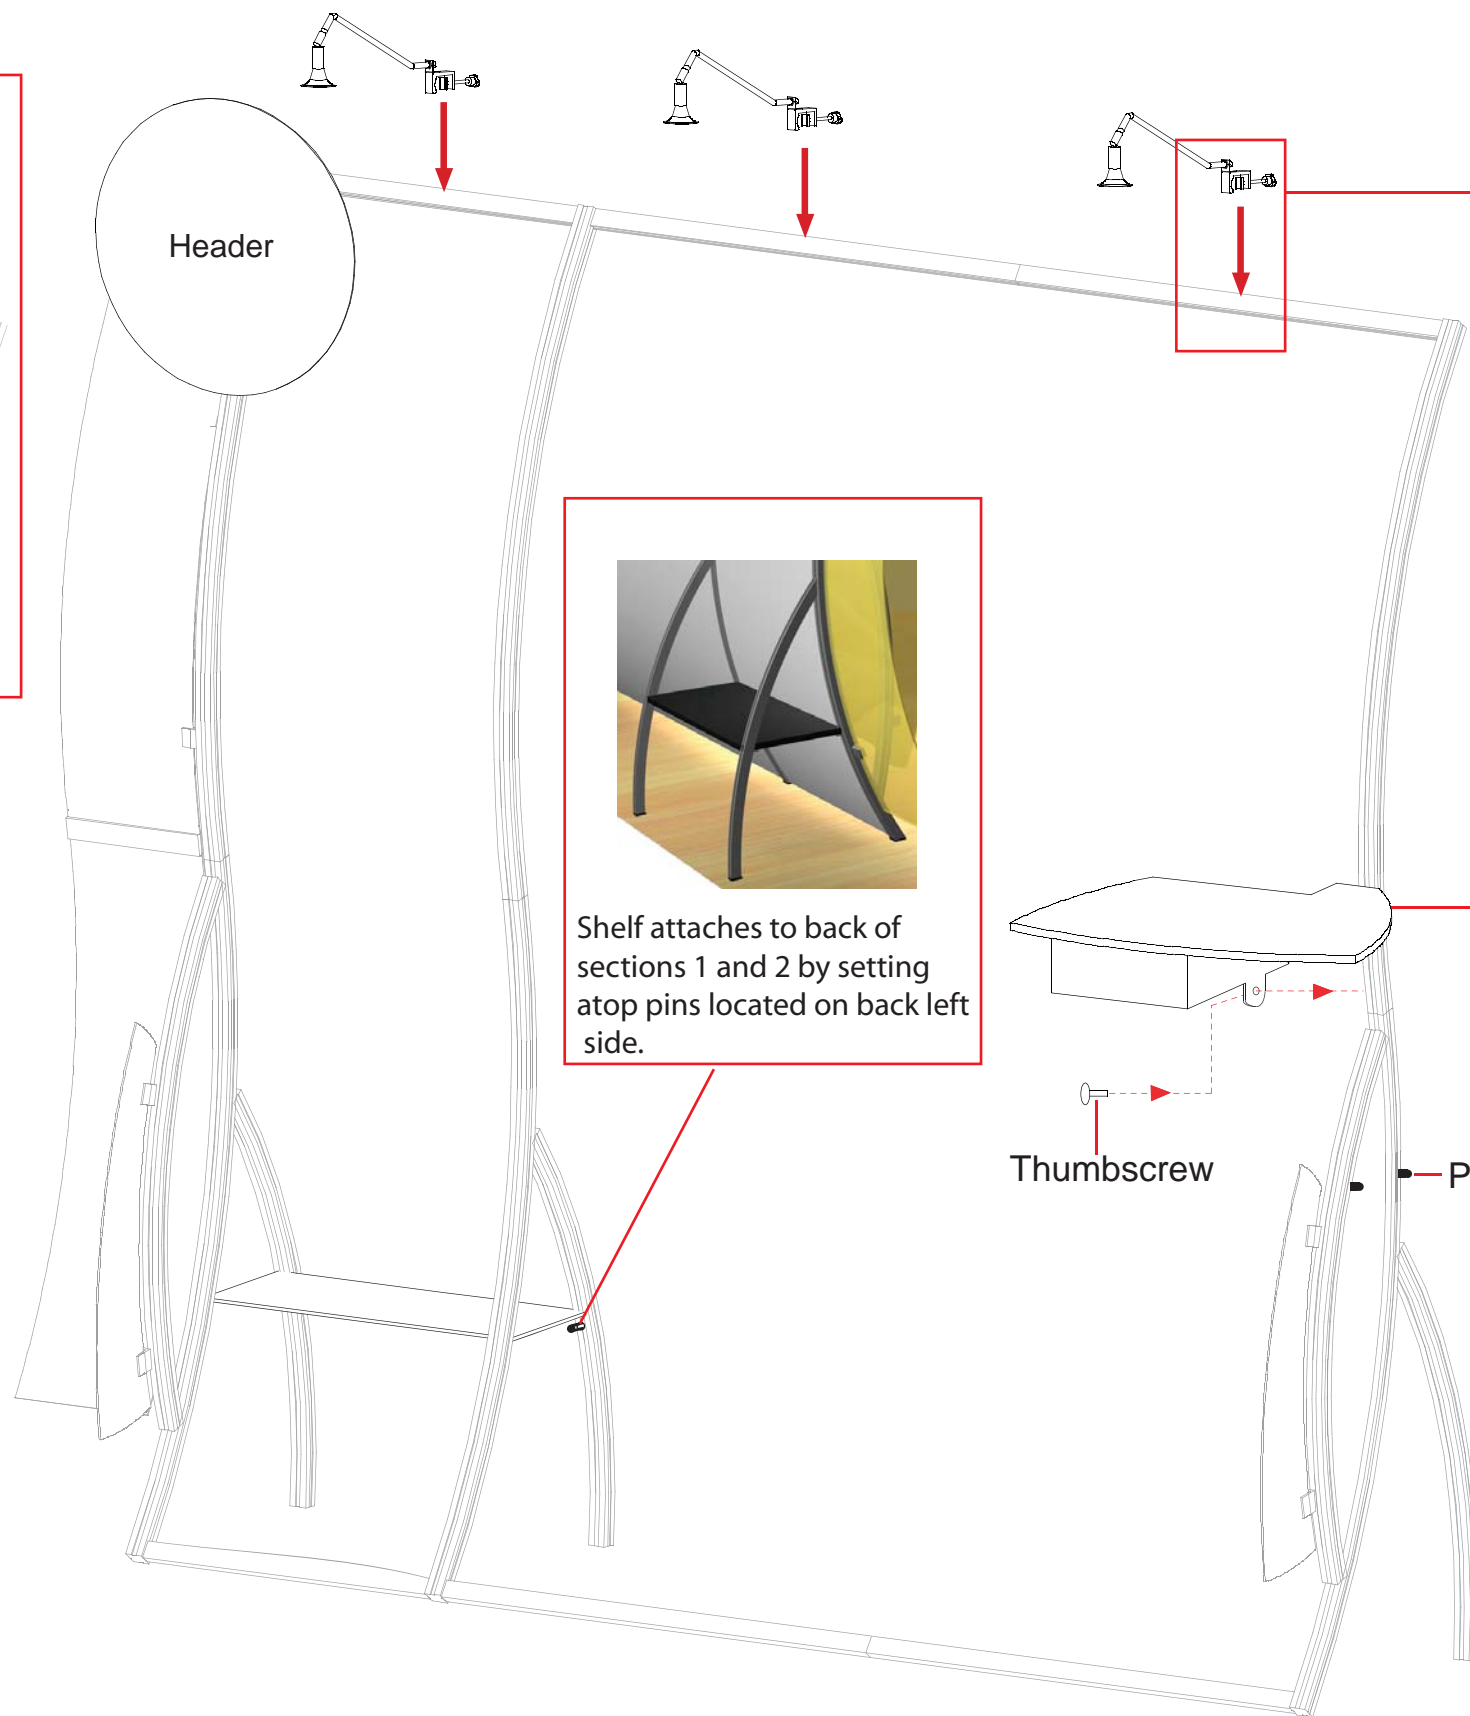 Header
Shelf attaches to back of
sections 1 and 2 by setting
atop pins located on back left
side.
Thumbscrew
P